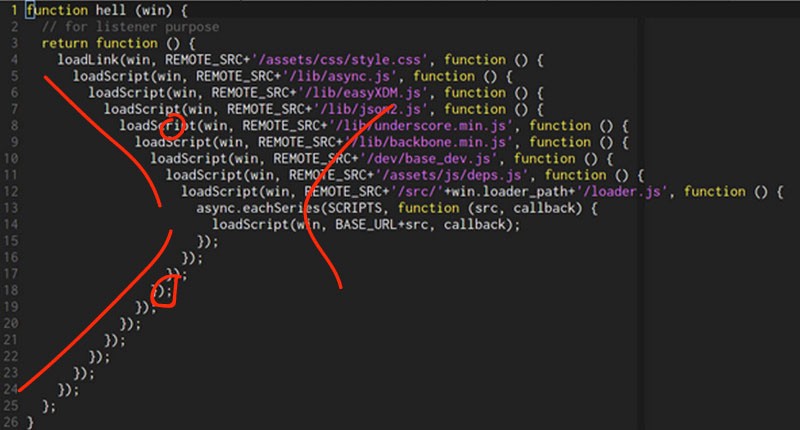 1 function hell (win) {
2 // for listener purpose
3 return function () {
4 loadLink(win, REMOTE_SRC+'/assets/css/style.css', function () {
5 loadScript(win, REMOTE_SRC+'/lib/async.js', function () {
6 loadScript(win, REMOTE_SRC+'/lib/easyXDM.js', function () {
7 loadScript(win, REMOTE_SRC+'/lib/json2.js', function () {
8 loadScript(win, REMOTE_SRC+'/lib/underscore.min.js', function () {
9 loadScript(win, REMOTE_SRC+'/lib/backbone.min.js', function () {
10 loadScript(win, REMOTE_SRC+'/dev/base_dev.js', function () {
11 loadScript(win, REMOTE_SRC+'/assets/js/deps.js', function () {
12 loadScript(win, REMOTE_SRC+'/src/'+win.loader_path+'/loader.js', function () {
13 async.eachSeries(SCRIPTS, function (src, callback) {
14 loadScript(win, BASE_URL+src, callback);
15 });
16 });
17 });
18 });
19 });
20 });
21 });
22 });
23 });
24 });
25 };
26 }